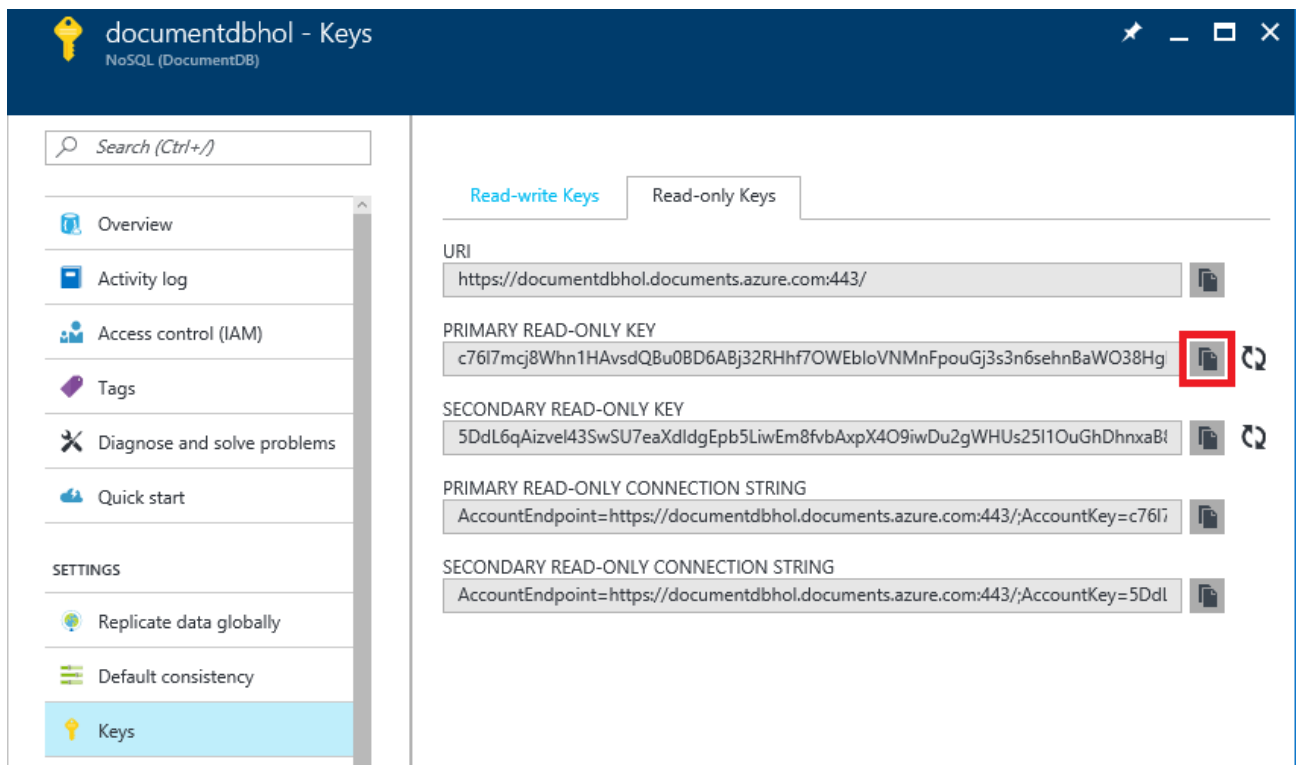 documentdbhol - Keys
NoSQL (DocumentDB)
Search (Ctrl+/)
Overview
Activity log
Access control (IAM)
Tags
Diagnose and solve problems
Quick start
SETTINGS
Replicate data globally
Default consistency
Keys
Read-write Keys
Read-only Keys
URI
https://documentdbhol.documents.azure.com:443/
PRIMARY READ-ONLY KEY
SECONDARY READ-ONLY KEY
PRIMARY READ-ONLY CONNECTION STRING
AccountEndpoint=https://documentdbhol.documents.azure.com:443/;AccountKey=c76I7
SECONDARY READ-ONLY CONNECTION STRING
AccountEndpoint=https://documentdbhol.documents.azure.com:443/;AccountKey=5DdL